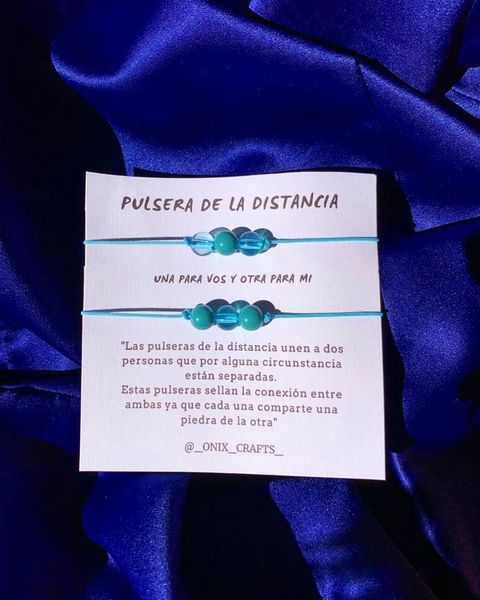 PULSERA DE LA DISTANCIA
UNA PARA VOS Y OTRA PARA MI
"Las pulseras de la distancia unen a dos
personas que por alguna circunstancia
están separadas.
Estas pulseras sellan la conexión entre
ambas ya que cada una comparte una
piedra de la otra"
@_ONIX_CRAFTS_